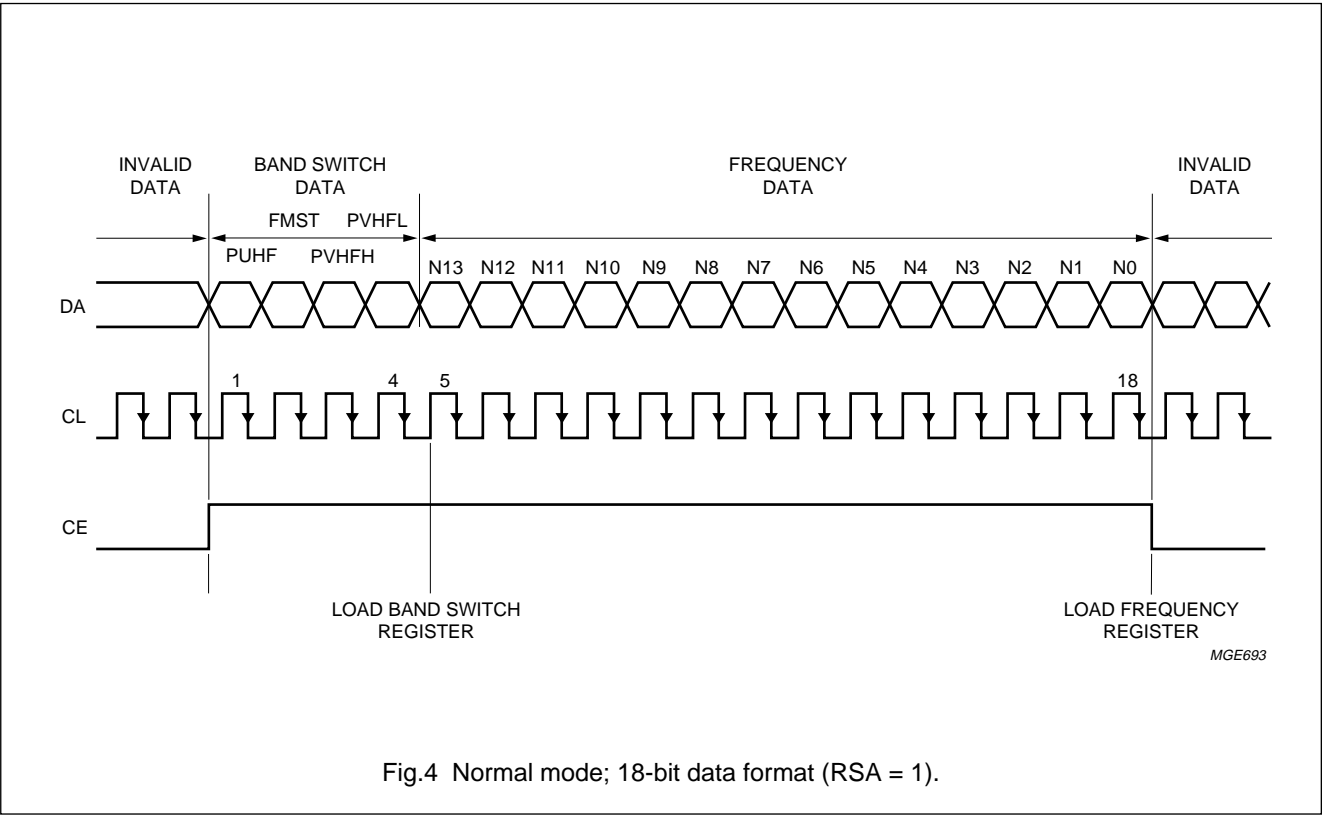 INVALID
DATA
BAND SWITCH
DATA
FREQUENCY
DATA
INVALID
DATA
FMST PVHFL
PUHF PVHFH
N13 N12 N11 N10 N9 N8 N7 N6 N5 N4 N3 N2 N1 N0
DA
1 4 5 18
CL
CE
LOAD BAND SWITCH
REGISTER
LOAD FREQUENCY
REGISTER
MGE693
Fig.4 Normal mode; 18-bit data format (RSA = 1).